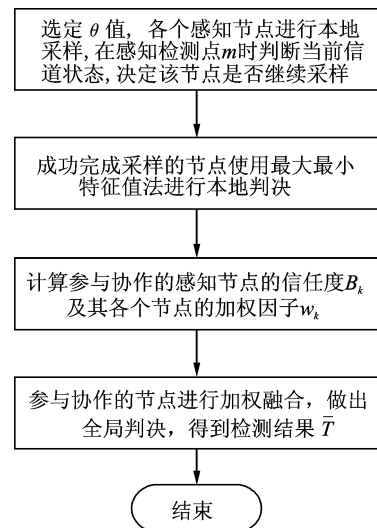 选定 θ 值，各个感知节点进行本地
采样,在感知检测点m时判断当前信
道状态,决定该节点是否继续采样
成功完成采样的节点使用最大最小
特征值法进行本地判决
计算参与协作的感知节点的信任度Bₖ
及其各个节点的加权因子wₖ
参与协作的节点进行加权融合，做出
全局判决，得到检测结果 T̄
结束